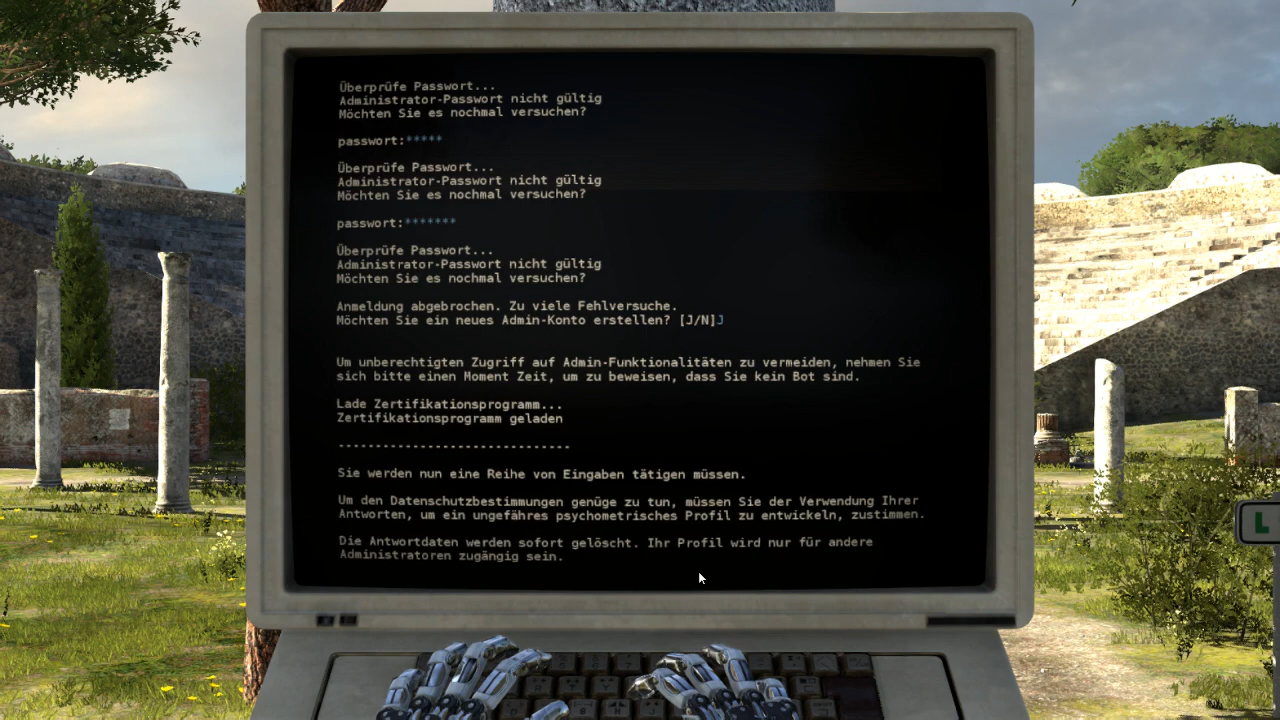 Überprüfe Passwort...
Administrator-Passwort nicht gültig
Möchten Sie es nochmal versuchen?
passwort:*****
Überprüfe Passwort...
Administrator-Passwort nicht gültig
Möchten Sie es nochmal versuchen?
passwort:*******
Überprüfe Passwort...
Administrator-Passwort nicht gültig
Möchten Sie es nochmal versuchen?
Anmeldung abgebrochen. Zu viele Fehlversuche.
Möchten Sie ein neues Admin-Konto erstellen? [J/N]J
Um unberechtigten Zugriff auf Admin-Funktionalitäten zu vermeiden, nehmen Sie
sich bitte einen Moment Zeit, um zu beweisen, dass Sie kein Bot sind.
Lade Zertifikationsprogramm...
Zertifikationsprogramm geladen
-------------------------------
Sie werden nun eine Reihe von Eingaben tätigen müssen.
Um den Datenschutzbestimmungen genüge zu tun, müssen Sie der Verwendung Ihrer
Antworten, um ein ungefähres psychometrisches Profil zu entwickeln, zustimmen.
Die Antwortdaten werden sofort gelöscht. Ihr Profil wird nur für andere
Administratoren zugängig sein.
L